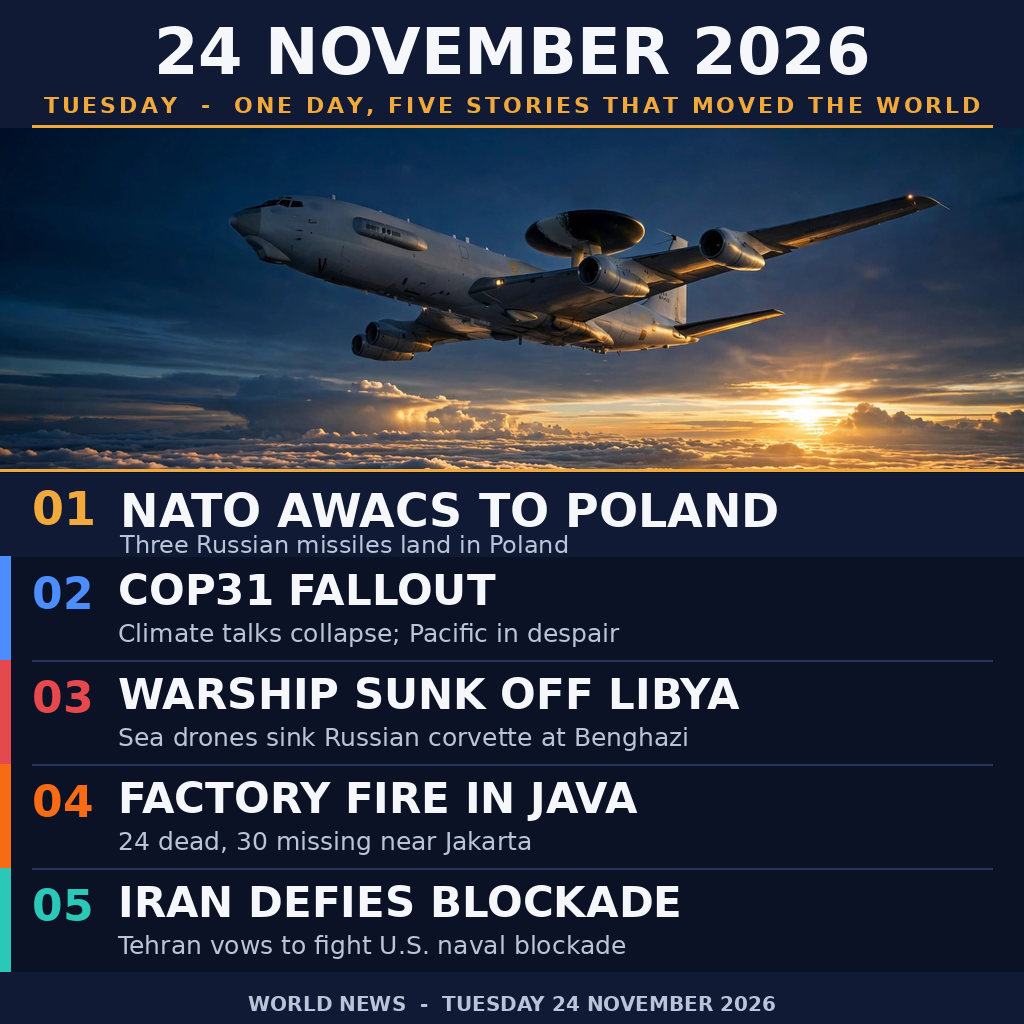 24 NOVEMBER 2026
TUESDAY - ONE DAY, FIVE STORIES THAT MOVED THE WORLD
01 NATO AWACS TO POLAND
Three Russian missiles land in Poland
02 COP31 FALLOUT
Climate talks collapse; Pacific in despair
03 WARSHIP SUNK OFF LIBYA
Sea drones sink Russian corvette at Benghazi
04 FACTORY FIRE IN JAVA
24 dead, 30 missing near Jakarta
05 IRAN DEFIES BLOCKADE
Tehran vows to fight U.S. naval blockade
WORLD NEWS - TUESDAY 24 NOVEMBER 2026